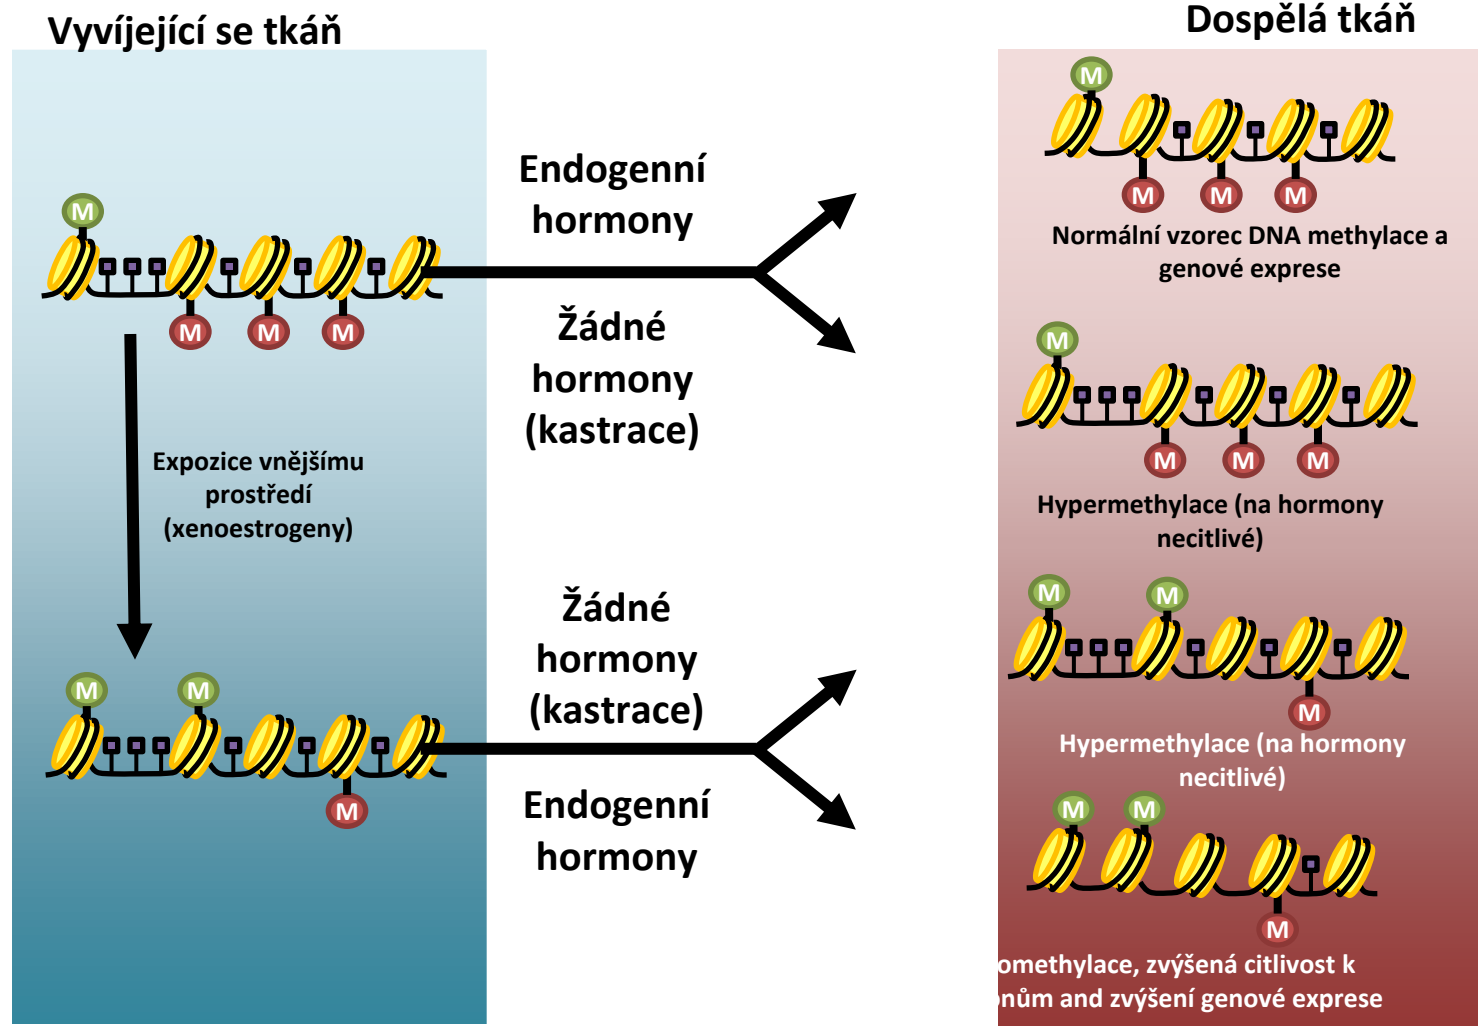 Vyvíjející se tkáň
Dospělá tkáň
M
M
M
M
Endogenní
hormony
Žádné
hormony
(kastrace)
Expozice vnějšímu
prostředí
(xenoestrogeny)
M
M
M
Žádné
hormony
(kastrace)
Endogenní
hormony
M
M
M
M
Normální vzorec DNA methylace a
genové exprese
M
M
M
M
Hypermethylace (na hormony
necitlivé)
M
M
M
Hypermethylace (na hormony
necitlivé)
M
M
M
omethylace, zvýšená citlivost k
onům and zvýšení genové exprese